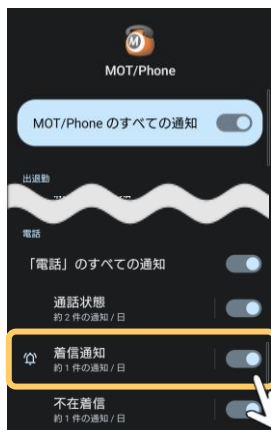 M
MOT/Phone
MOT/Phone のすべての通知
出退勤
電話
「電話」のすべての通知
通話状態
約 2 件の通知 / 日
着信通知
約 1 件の通知 / 日
不在着信
約 1 件の通知 / 日